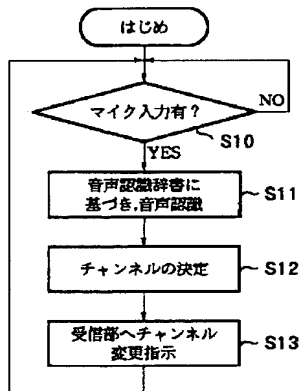 はじめ
マイク入力有?
NO
S10
YES
音声認識辞書に
基づき,音声認識
S11
チャンネルの決定
S12
受信部へチャンネル
変更指示
S13